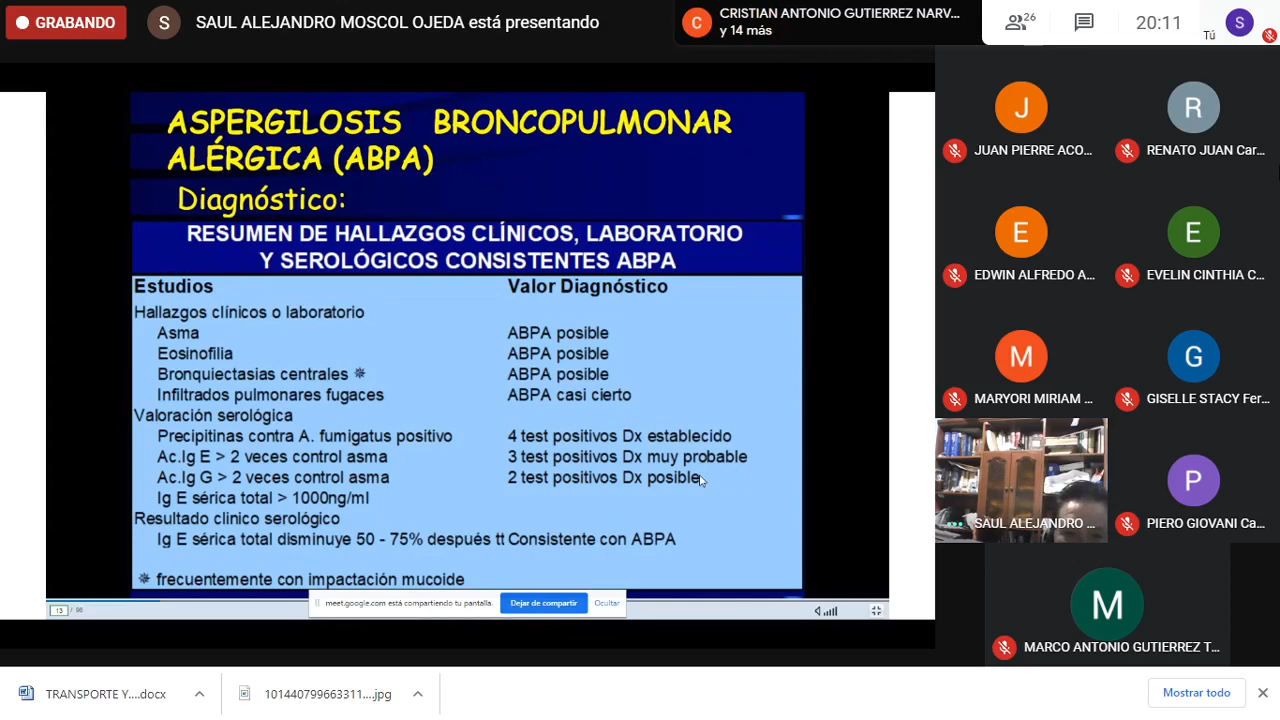 GRABANDO
S
SAUL ALEJANDRO MOSCOL OJEDA está presentando
C
CRISTIAN ANTONIO GUTIERREZ NARV...
y 14 más
26
20:11
Tú
S
ASPERGILOSIS BRONCOPULMONAR
ALÉRGICA (ABPA)
Diagnóstico:
RESUMEN DE HALLAZGOS CLÍNICOS, LABORATORIO
Y SEROLÓGICOS CONSISTENTES ABPA
Estudios Valor Diagnóstico
Hallazgos clínicos o laboratorio
Asma ABPA posible
Eosinofilia ABPA posible
Bronquiectasias centrales ✵ ABPA posible
Infiltrados pulmonares fugaces ABPA casi cierto
Valoración serológica
Precipitinas contra A. fumigatus positivo 4 test positivos Dx establecido
Ac.Ig E > 2 veces control asma 3 test positivos Dx muy probable
Ac.Ig G > 2 veces control asma 2 test positivos Dx posible
Ig E sérica total > 1000ng/ml
Resultado clinico serológico
Ig E sérica total disminuye 50 - 75% después tt Consistente con ABPA
✵ frecuentemente con impactación mucoide
meet.google.com está compartiendo tu pantalla.
Dejar de compartir
Ocultar
13 / 96
J
JUAN PIERRE ACO...
R
RENATO JUAN Car...
E
EDWIN ALFREDO A...
E
EVELIN CINTHIA C...
M
MARYORI MIRIAM ...
G
GISELLE STACY Fer...
SAUL ALEJANDRO ...
P
PIERO GIOVANI Ca...
M
MARCO ANTONIO GUTIERREZ T...
TRANSPORTE Y....docx
101440799663311....jpg
Mostrar todo